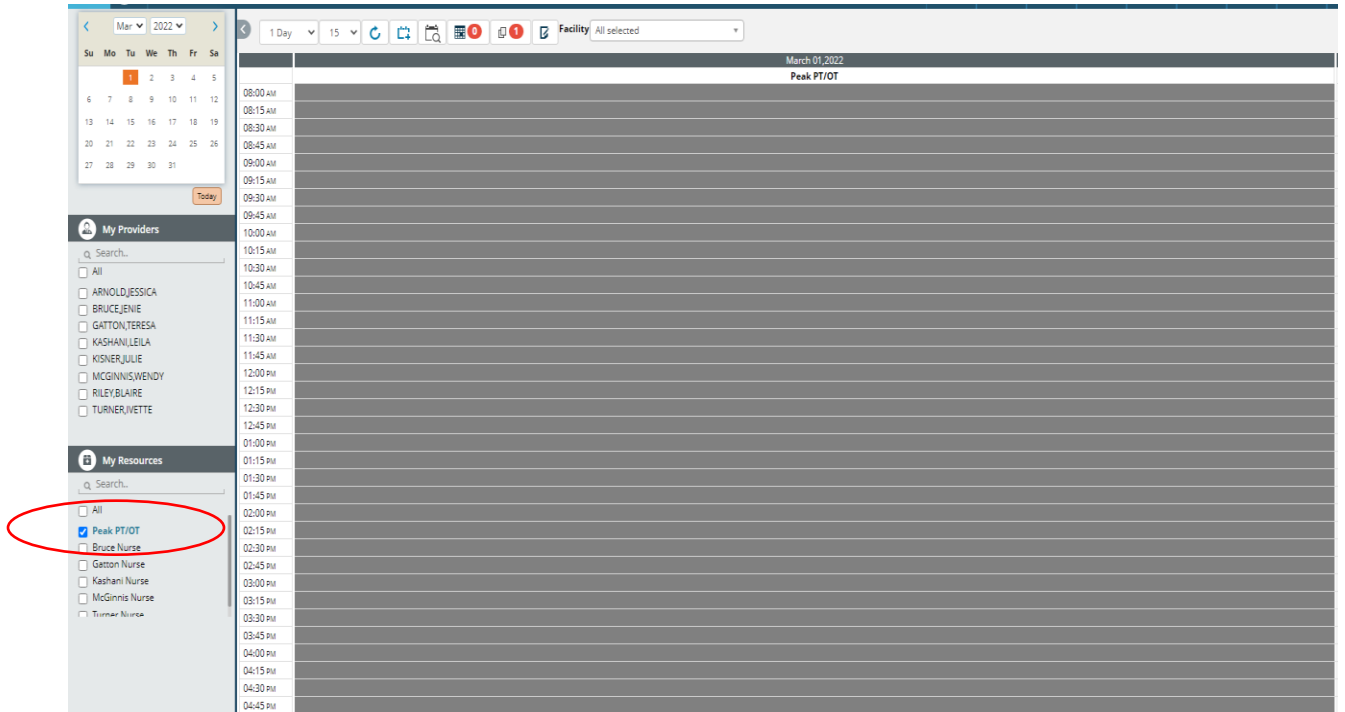 Mar 2022
Su Mo Tu We Th Fr Sa
1 2 3 4 5
6 7 8 9 10 11 12
13 14 15 16 17 18 19
20 21 22 23 24 25 26
27 28 29 30 31
Today
My Providers
Search..
All
ARNOLD,JESSICA
BRUCE,JENIE
GATTON,TERESA
KASHANI,LEILA
KISNER,JULIE
MCGINNIS,WENDY
RILEY,BLAIRE
TURNER,IVETTE
My Resources
Search..
All
Peak PT/OT
Bruce Nurse
Gatton Nurse
Kashani Nurse
McGinnis Nurse
Turner Nurse
1 Day 15 0 1 Facility All selected
March 01,2022
Peak PT/OT
08:00 AM
08:15 AM
08:30 AM
08:45 AM
09:00 AM
09:15 AM
09:30 AM
09:45 AM
10:00 AM
10:15 AM
10:30 AM
10:45 AM
11:00 AM
11:15 AM
11:30 AM
11:45 AM
12:00 PM
12:15 PM
12:30 PM
12:45 PM
01:00 PM
01:15 PM
01:30 PM
01:45 PM
02:00 PM
02:15 PM
02:30 PM
02:45 PM
03:00 PM
03:15 PM
03:30 PM
03:45 PM
04:00 PM
04:15 PM
04:30 PM
04:45 PM